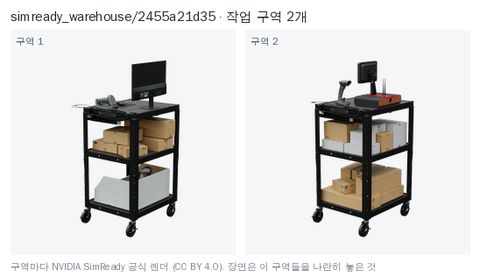 simready_warehouse/2455a21d35 · 작업 구역 2개
구역 1
구역 2
구역마다 NVIDIA SimReady 공식 렌더 (CC BY 4.0). 장면은 이 구역들을 나란히 놓은 것